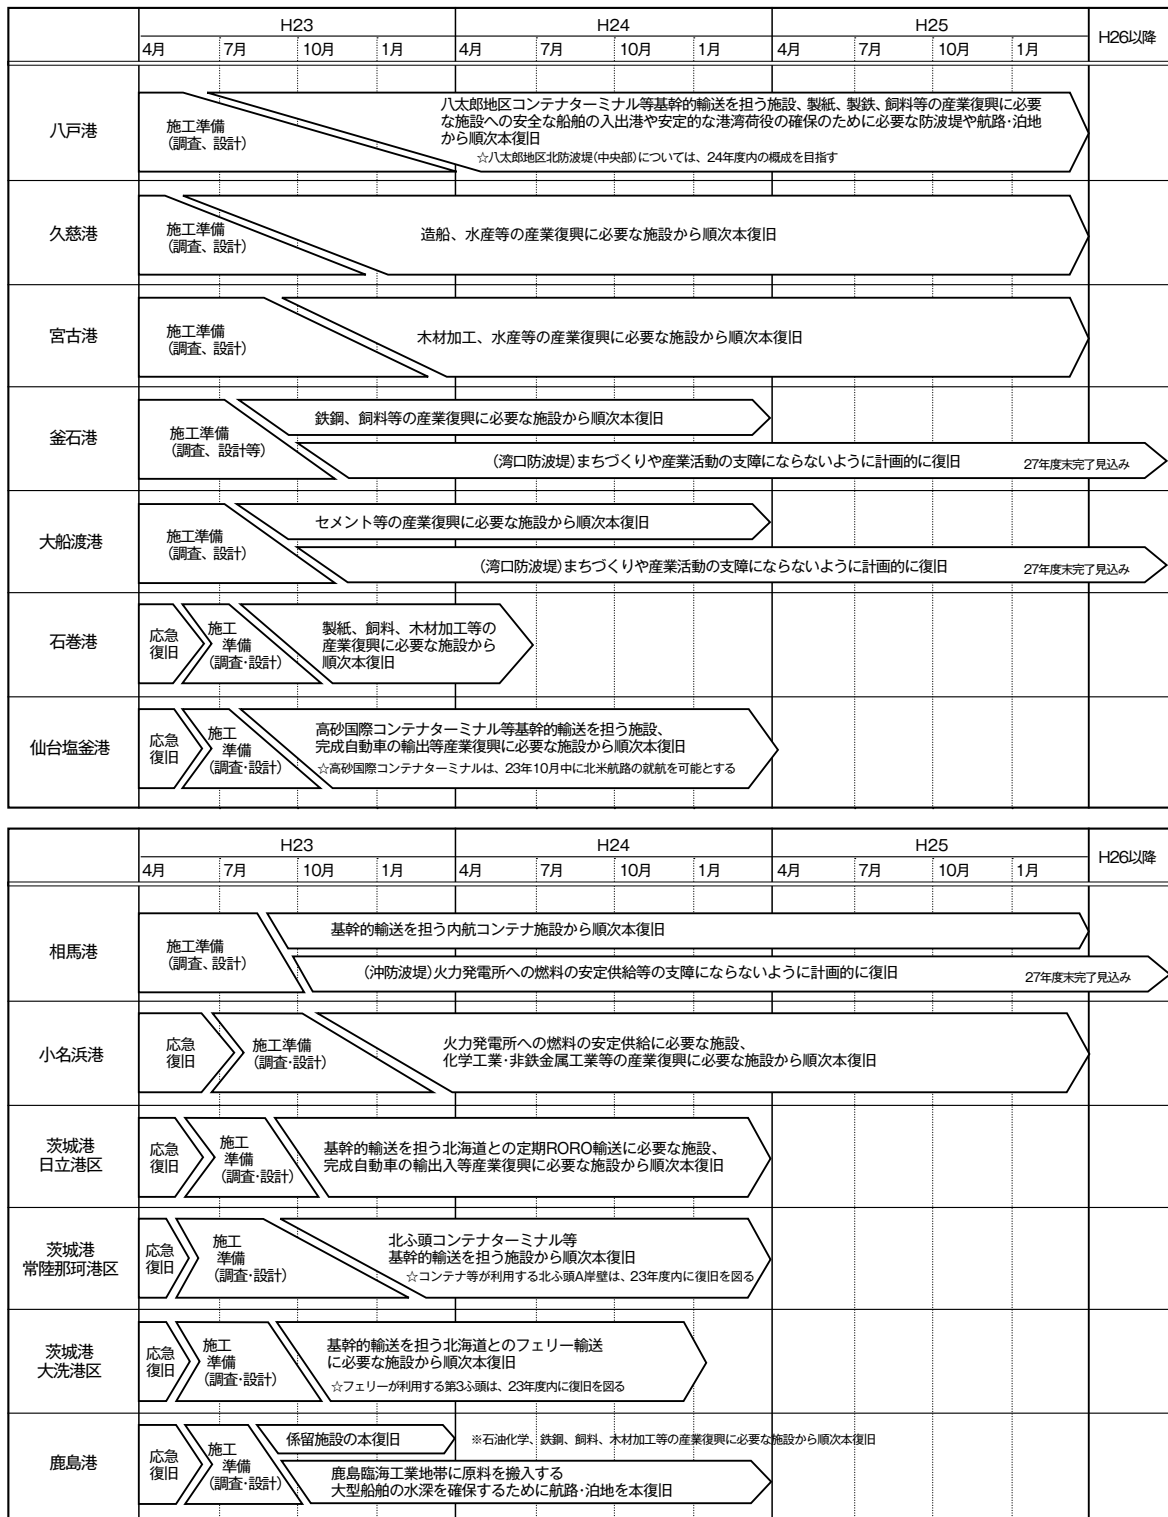 H23 H24 H25 H26以降
4月 7月 10月 1月 4月 7月 10月 1月 4月 7月 10月 1月
八戸港
施工準備
(調査、設計)
八太郎地区コンテナターミナル等基幹的輸送を担う施設、製紙、製鉄、飼料等の産業復興に必要
な施設への安全な船舶の入出港や安定的な港湾荷役の確保のために必要な防波堤や航路・泊地
から順次本復旧
☆八太郎地区北防波堤(中央部)については、24年度内の概成を目指す
久慈港
施工準備
(調査、設計)
造船、水産等の産業復興に必要な施設から順次本復旧
宮古港
施工準備
(調査、設計)
木材加工、水産等の産業復興に必要な施設から順次本復旧
釜石港
施工準備
(調査、設計等)
鉄鋼、飼料等の産業復興に必要な施設から順次本復旧
(湾口防波堤)まちづくりや産業活動の支障にならないように計画的に復旧 27年度末完了見込み
大船渡港
施工準備
(調査、設計)
セメント等の産業復興に必要な施設から順次本復旧
(湾口防波堤)まちづくりや産業活動の支障にならないように計画的に復旧 27年度末完了見込み
石巻港
応急
復旧
施工
準備
(調査・設計)
製紙、飼料、木材加工等の
産業復興に必要な施設から
順次本復旧
仙台塩釜港
応急
復旧
施工
準備
(調査・設計)
高砂国際コンテナターミナル等基幹的輸送を担う施設、
完成自動車の輸出等産業復興に必要な施設から順次本復旧
☆高砂国際コンテナターミナルは、23年10月中に北米航路の就航を可能とする
H23 H24 H25 H26以降
4月 7月 10月 1月 4月 7月 10月 1月 4月 7月 10月 1月
相馬港
施工準備
(調査、設計)
基幹的輸送を担う内航コンテナ施設から順次本復旧
(沖防波堤)火力発電所への燃料の安定供給等の支障にならないように計画的に復旧 27年度末完了見込み
小名浜港
応急
復旧
施工準備
(調査・設計)
火力発電所への燃料の安定供給に必要な施設、
化学工業・非鉄金属工業等の産業復興に必要な施設から順次本復旧
茨城港
日立港区
応急
復旧
施工
準備
(調査・設計)
基幹的輸送を担う北海道との定期RORO輸送に必要な施設、
完成自動車の輸出入等産業復興に必要な施設から順次本復旧
茨城港
常陸那珂港区
応急
復旧
施工
準備
(調査・設計)
北ふ頭コンテナターミナル等
基幹的輸送を担う施設から順次本復旧
☆コンテナ等が利用する北ふ頭A岸壁は、23年度内に復旧を図る
茨城港
大洗港区
応急
復旧
施工
準備
(調査・設計)
基幹的輸送を担う北海道とのフェリー輸送
に必要な施設から順次本復旧
☆フェリーが利用する第3ふ頭は、23年度内に復旧を図る
鹿島港
応急
復旧
施工
準備
(調査・設計)
係留施設の本復旧
※石油化学、鉄鋼、飼料、木材加工等の産業復興に必要な施設から順次本復旧
鹿島臨海工業地帯に原料を搬入する
大型船舶の水深を確保するために航路・泊地を本復旧